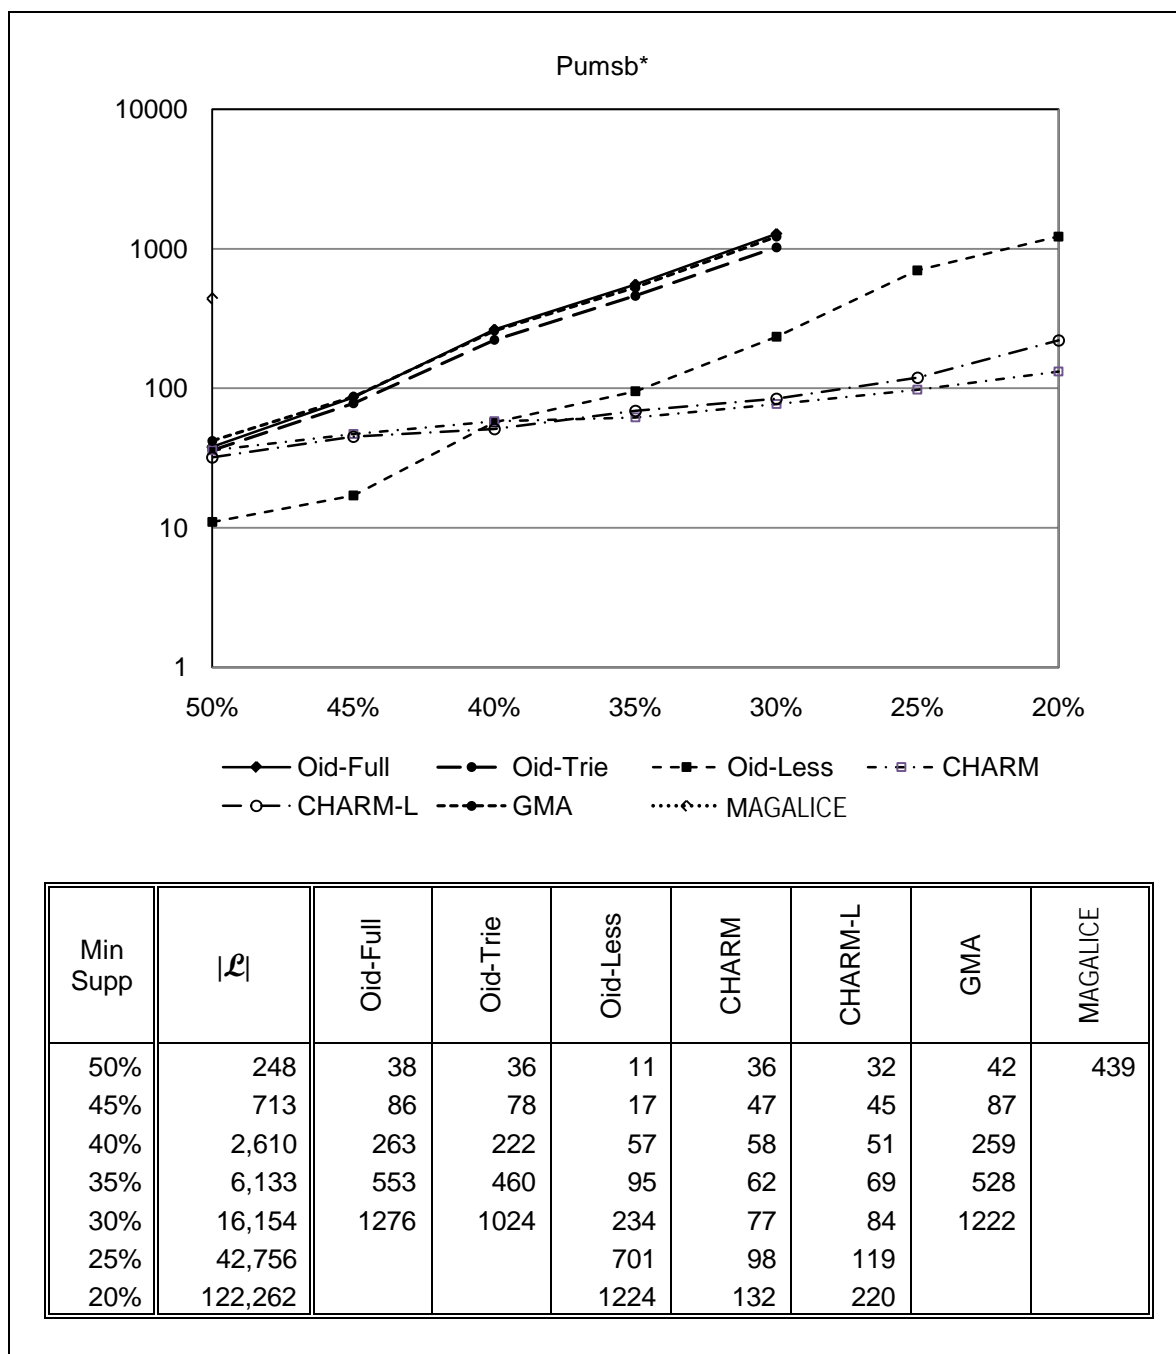 Pumsb*
10000
1000
100
10
1
50% 45% 40% 35% 30% 25% 20%
Oid-Full Oid-Trie Oid-Less CHARM
CHARM-L GMA MAGALICE
Min Supp |ℒ| Oid-Full Oid-Trie Oid-Less CHARM CHARM-L GMA MAGALICE
50% 248 38 36 11 36 32 42 439
45% 713 86 78 17 47 45 87
40% 2,610 263 222 57 58 51 259
35% 6,133 553 460 95 62 69 528
30% 16,154 1276 1024 234 77 84 1222
25% 42,756 701 98 119
20% 122,262 1224 132 220